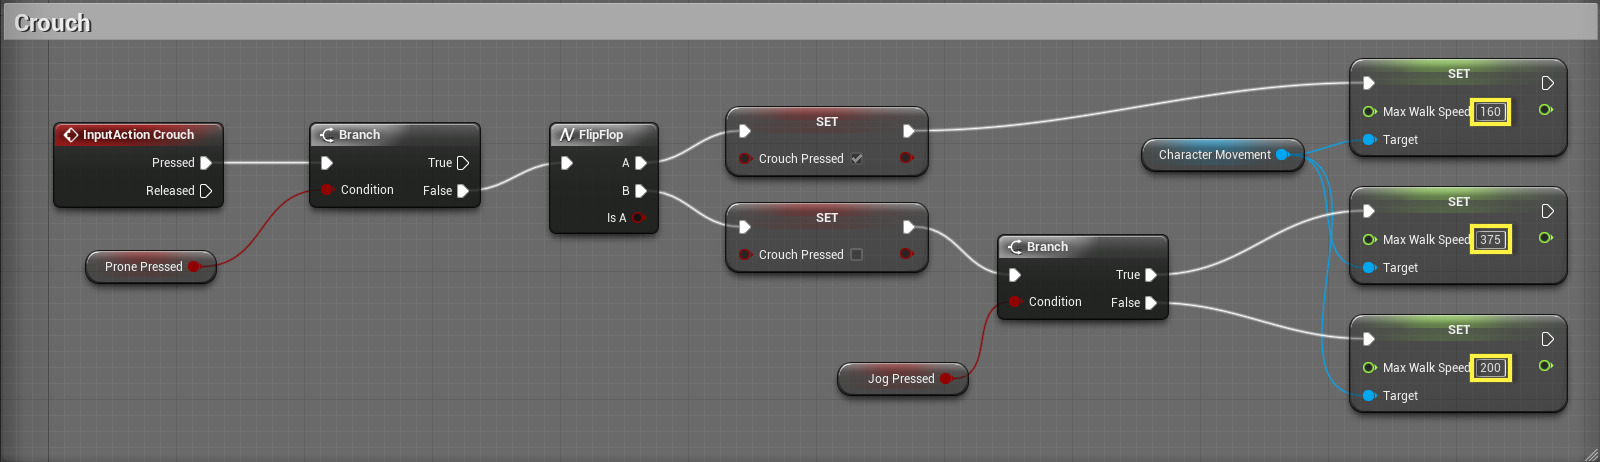 Crouch
InputAction Crouch
Pressed
Released
Prone Pressed
Branch
True
Condition
False
FlipFlop
A
B
Is A
SET
Crouch Pressed
SET
Crouch Pressed
Branch
True
Condition
False
Jog Pressed
Character Movement
SET
Max Walk Speed 160
Target
SET
Max Walk Speed 375
Target
SET
Max Walk Speed 200
Target